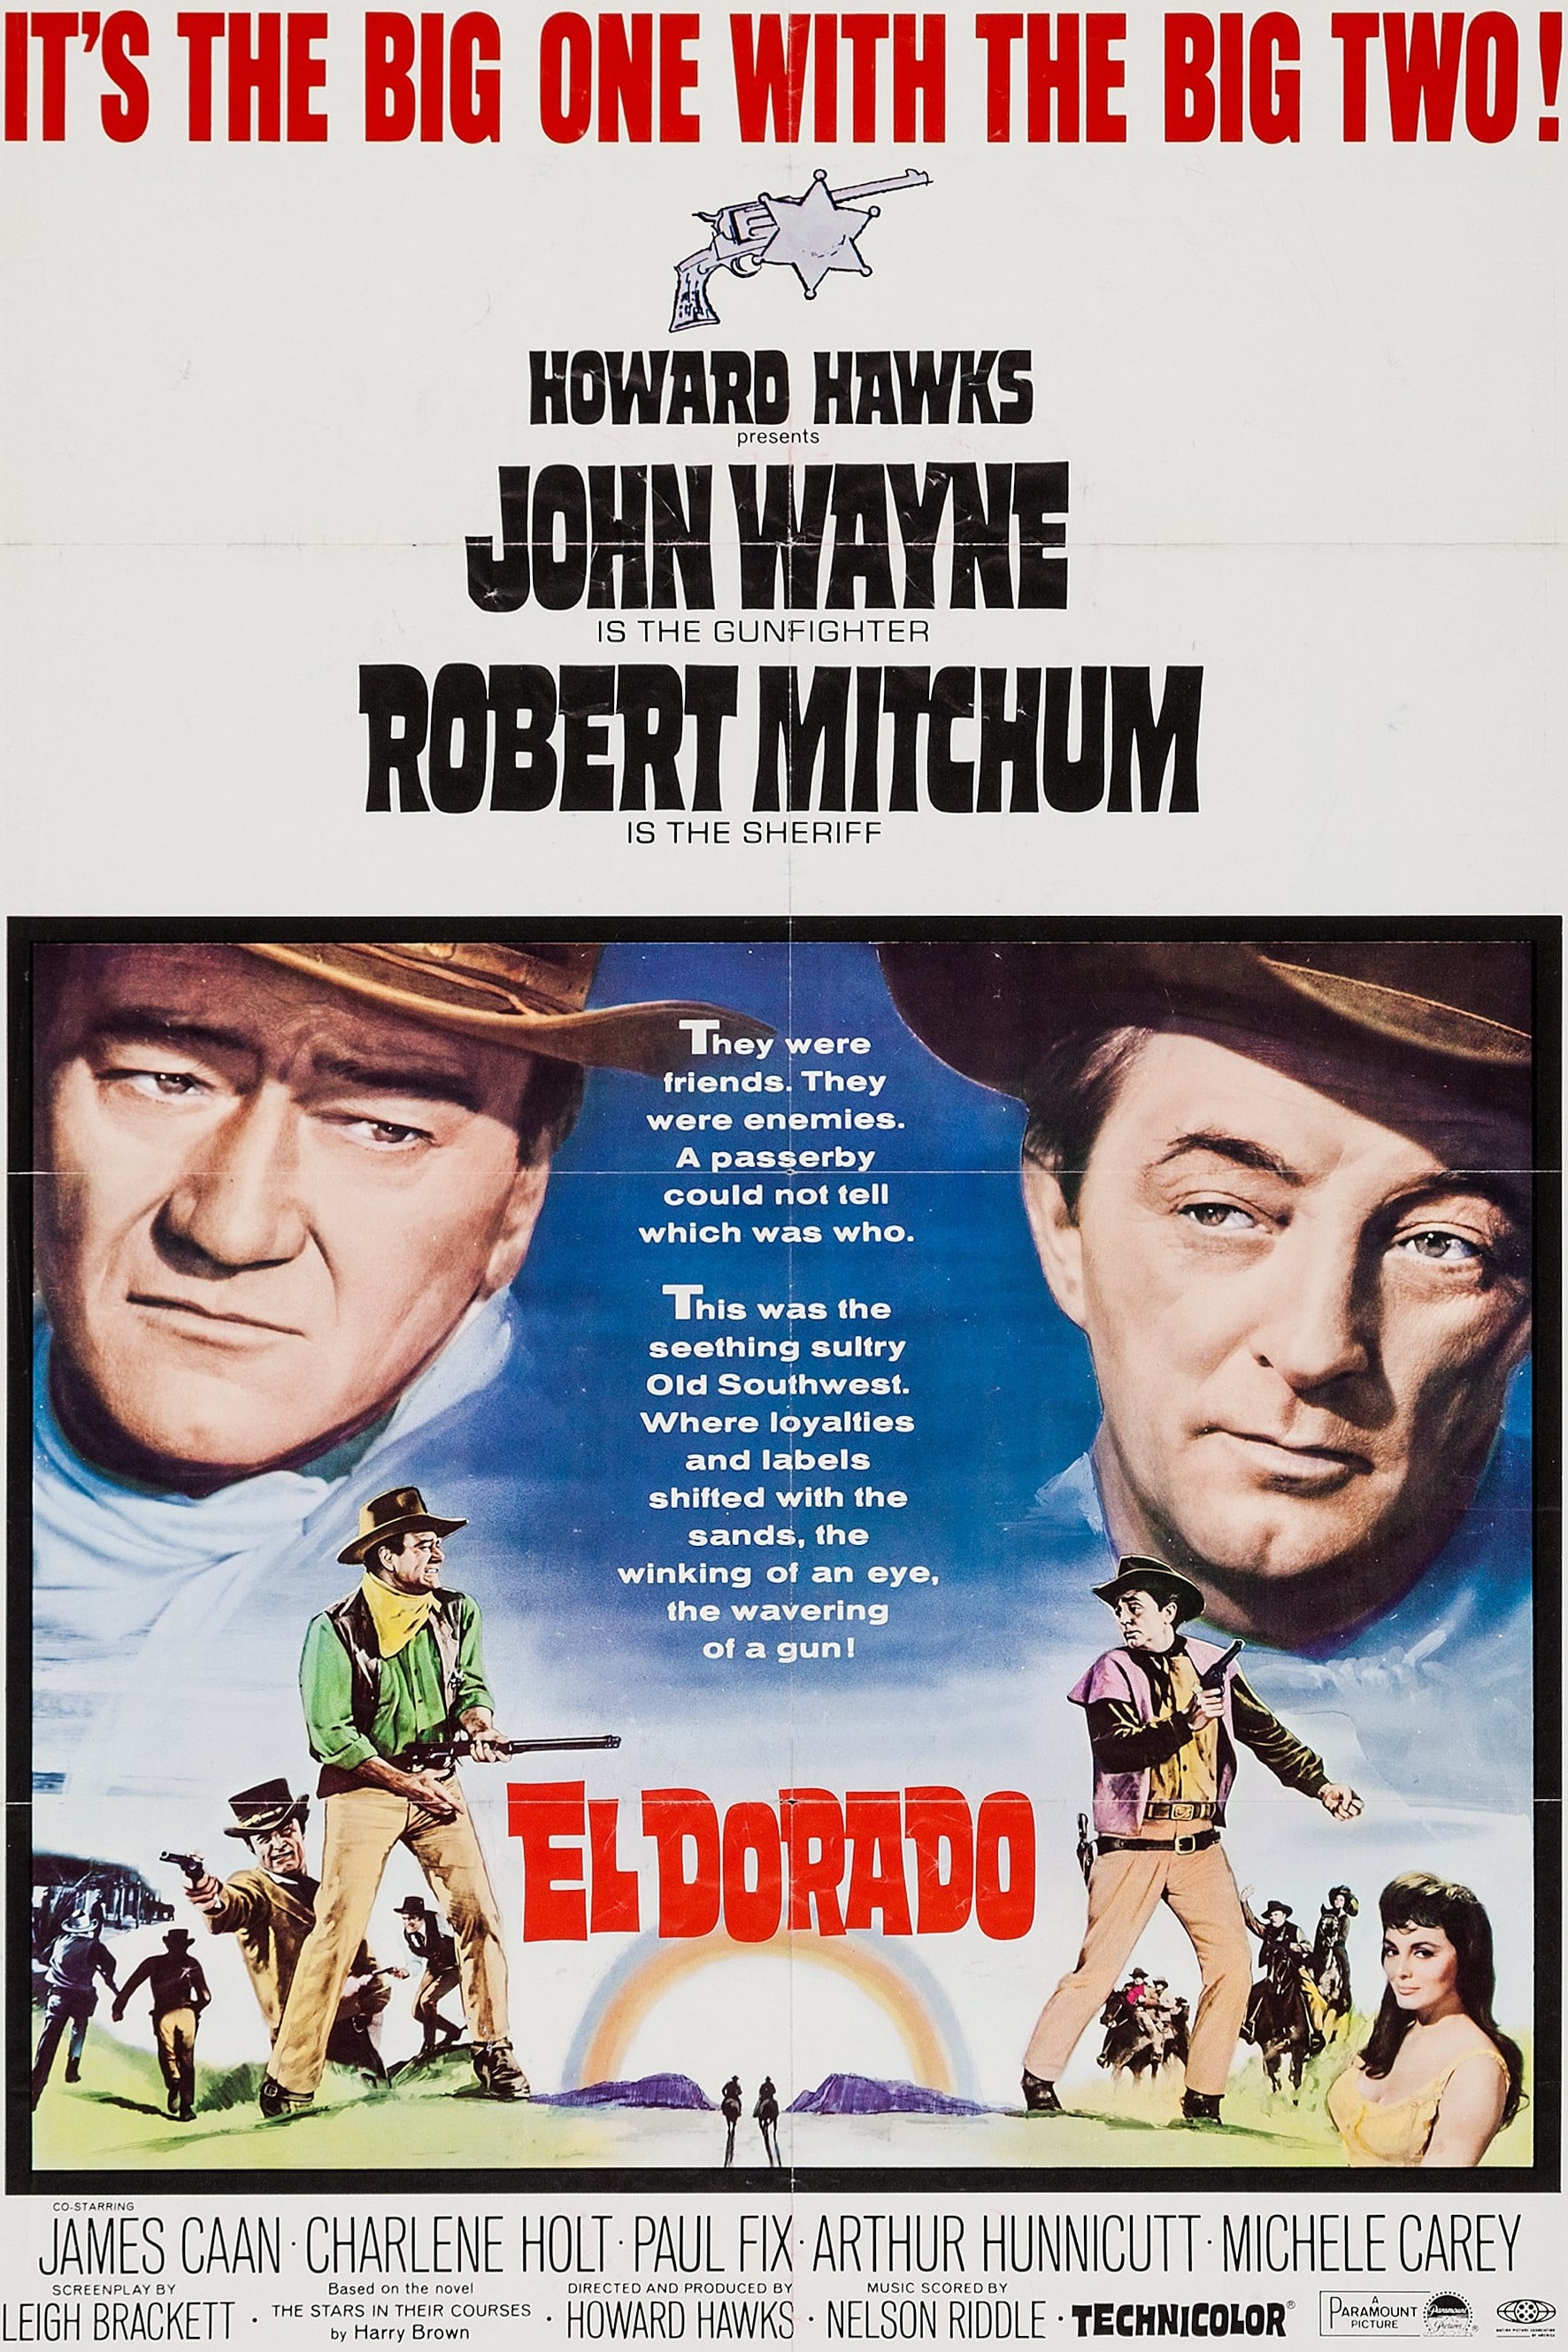 IT'S THE BIG ONE WITH THE BIG TWO!
HOWARD HAWKS
presents
JOHN WAYNE
IS THE GUNFIGHTER
ROBERT MITCHUM
IS THE SHERIFF
They were
friends. They
were enemies.
A passerby
could not tell
which was who.
This was the
seething sultry
Old Southwest.
Where loyalties
and labels
shifted with the
sands, the
winking of an eye,
the wavering
of a gun!
EL DORADO
CO-STARRING
JAMES CAAN · CHARLENE HOLT · PAUL FIX · ARTHUR HUNNICUTT · MICHELE CAREY
SCREENPLAY BY
LEIGH BRACKETT ·
Based on the novel
THE STARS IN THEIR COURSES
by Harry Brown ·
DIRECTED AND PRODUCED BY
HOWARD HAWKS ·
MUSIC SCORED BY
NELSON RIDDLE · TECHNICOLOR®
A
PARAMOUNT
PICTURE
Paramount